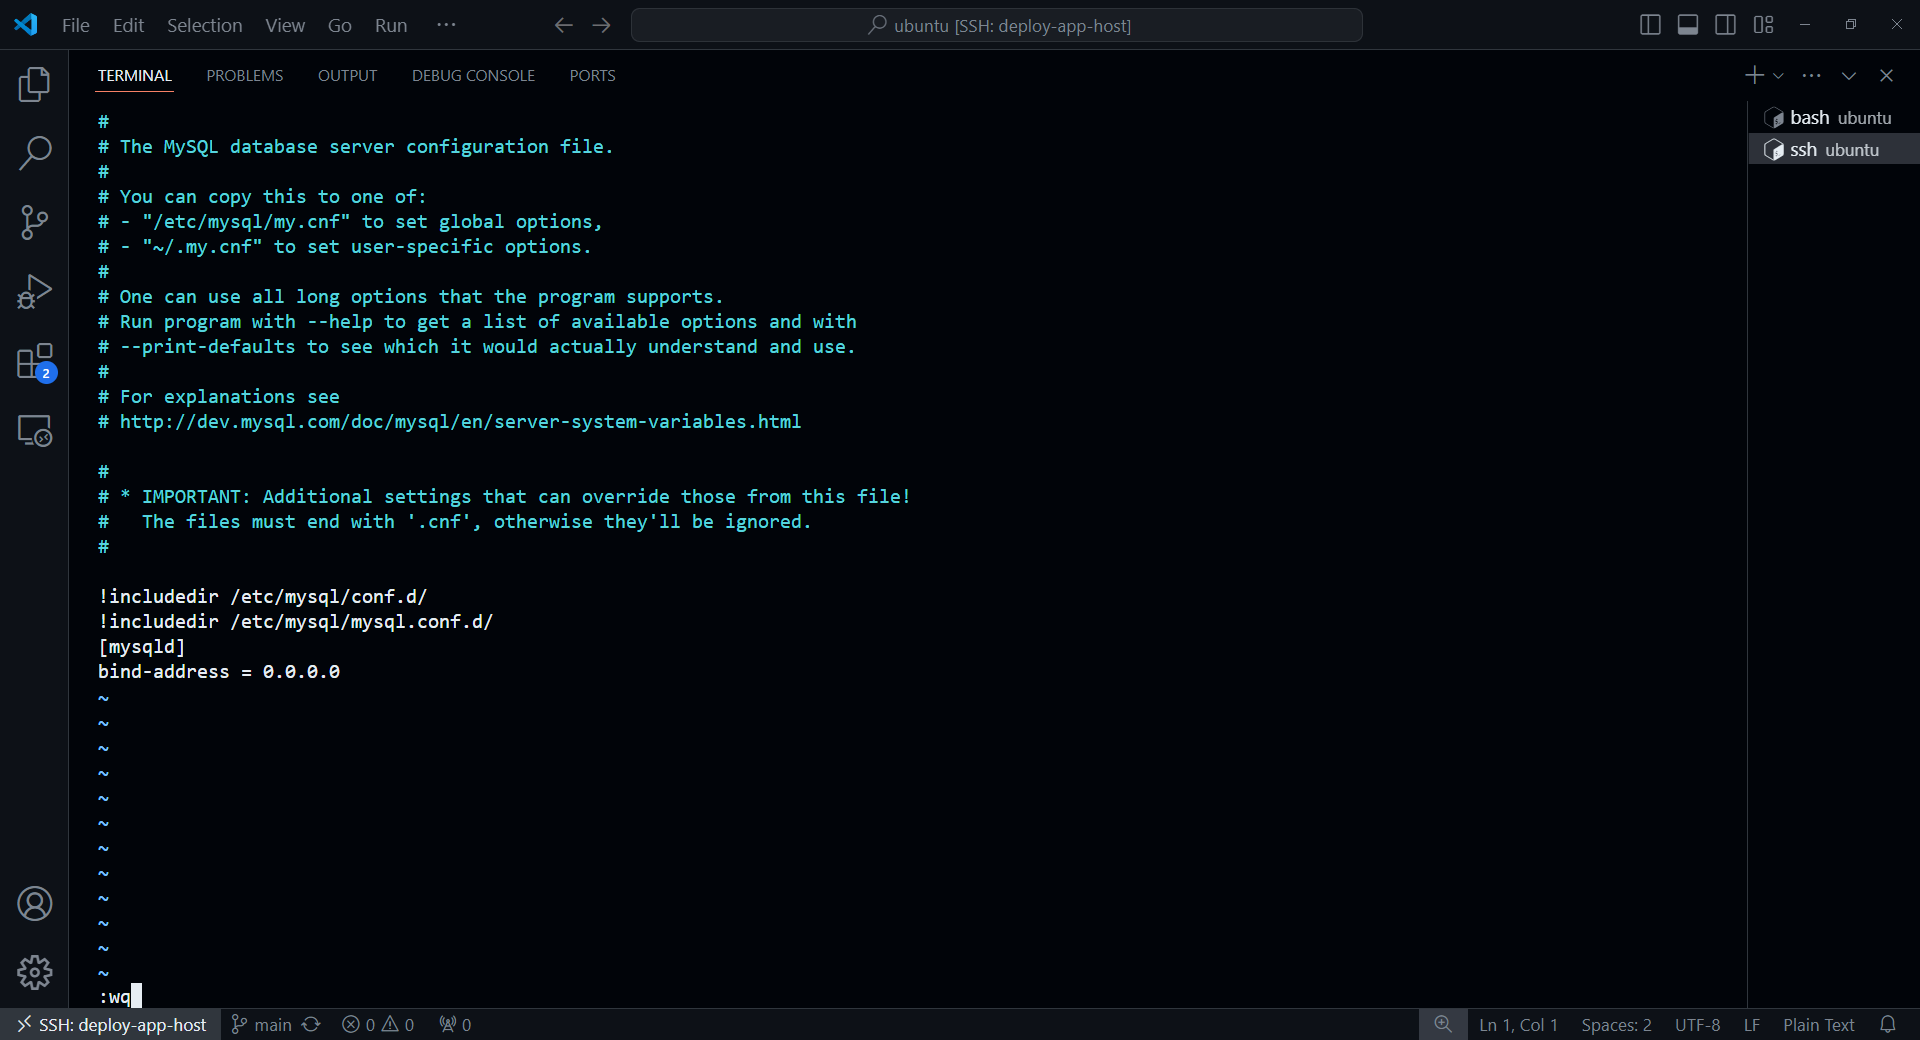 File Edit Selection View Go Run ···
ubuntu [SSH: deploy-app-host]
TERMINAL PROBLEMS OUTPUT DEBUG CONSOLE PORTS
bash ubuntu
ssh ubuntu
#
# The MySQL database server configuration file.
#
# You can copy this to one of:
# - "/etc/mysql/my.cnf" to set global options,
# - "~/.my.cnf" to set user-specific options.
#
# One can use all long options that the program supports.
# Run program with --help to get a list of available options and with
# --print-defaults to see which it would actually understand and use.
#
# For explanations see
# http://dev.mysql.com/doc/mysql/en/server-system-variables.html
#
# * IMPORTANT: Additional settings that can override those from this file!
#   The files must end with '.cnf', otherwise they'll be ignored.
#
!includedir /etc/mysql/conf.d/
!includedir /etc/mysql/mysql.conf.d/
[mysqld]
bind-address = 0.0.0.0
~
~
~
~
~
~
~
~
~
~
~
~
:wq
2
SSH: deploy-app-host main 0 0 0 Ln 1, Col 1 Spaces: 2 UTF-8 LF Plain Text